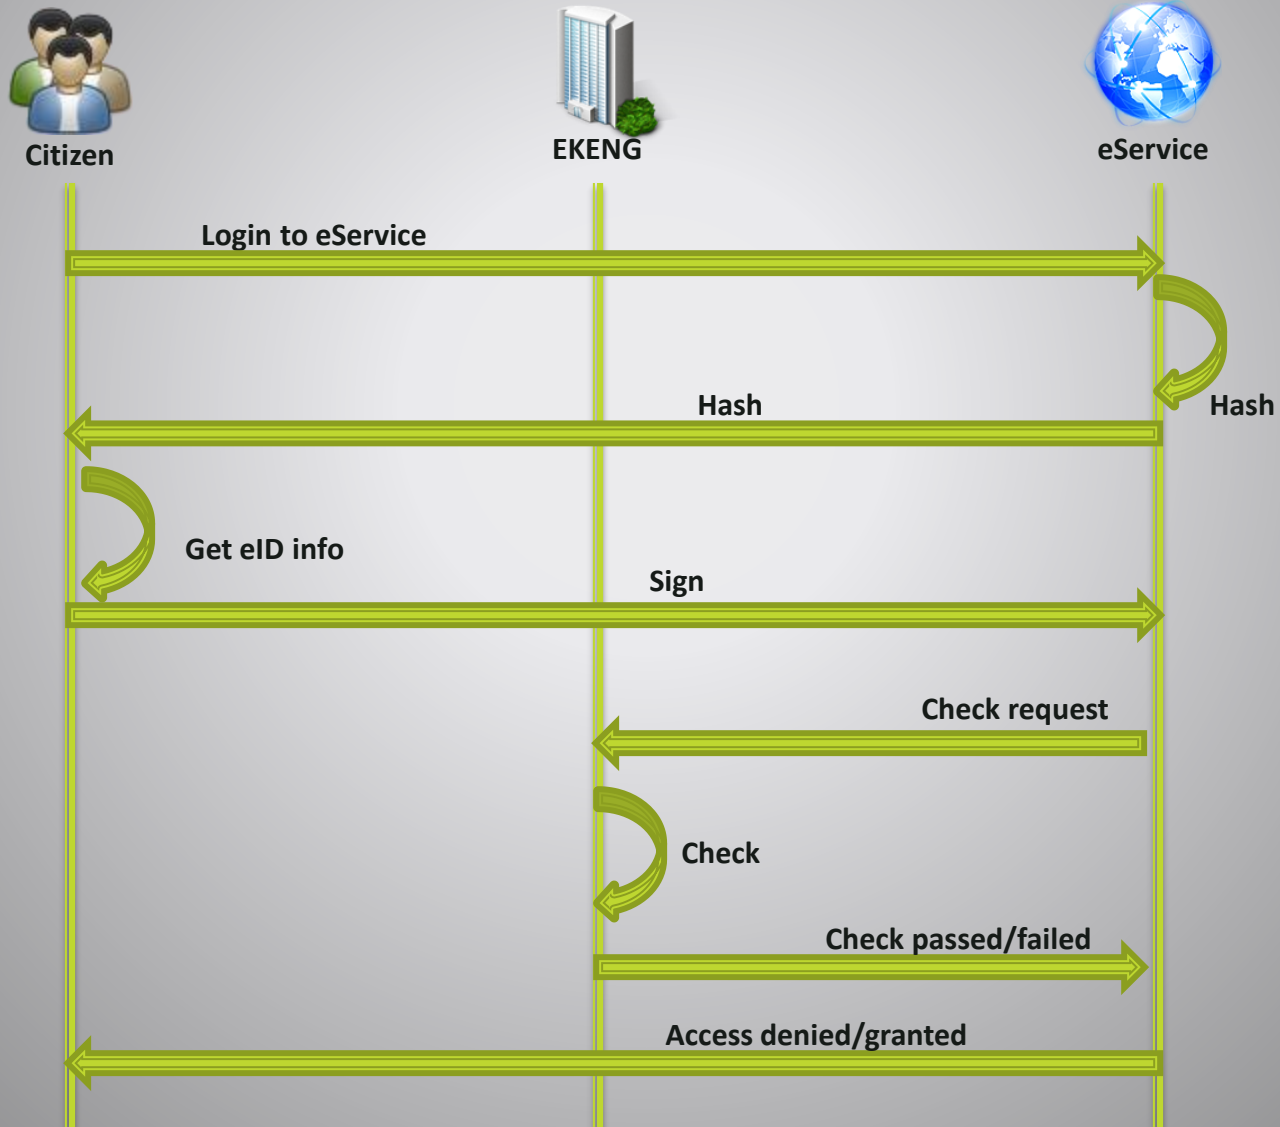 Citizen
EKENG
eService
Login to eService
Hash
Hash
Get eID info
Sign
Check request
Check
Check passed/failed
Access denied/granted